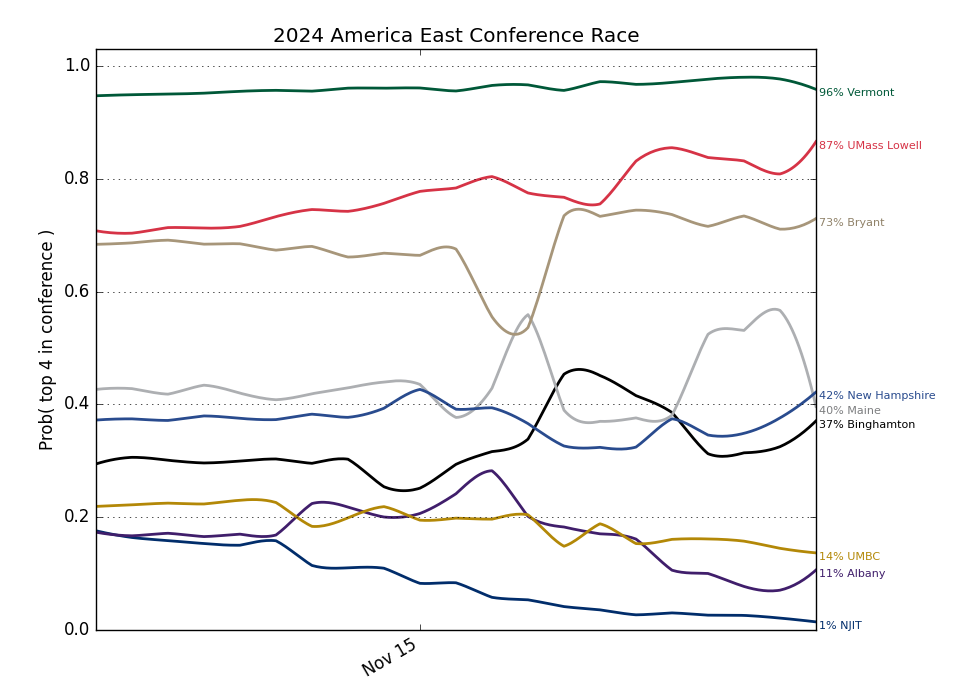 2024 America East Conference Race
Prob( top 4 in conference )
1.0
0.8
0.6
0.4
0.2
0.0
Nov 15
96% Vermont
87% UMass Lowell
73% Bryant
42% New Hampshire
40% Maine
37% Binghamton
14% UMBC
11% Albany
1% NJIT